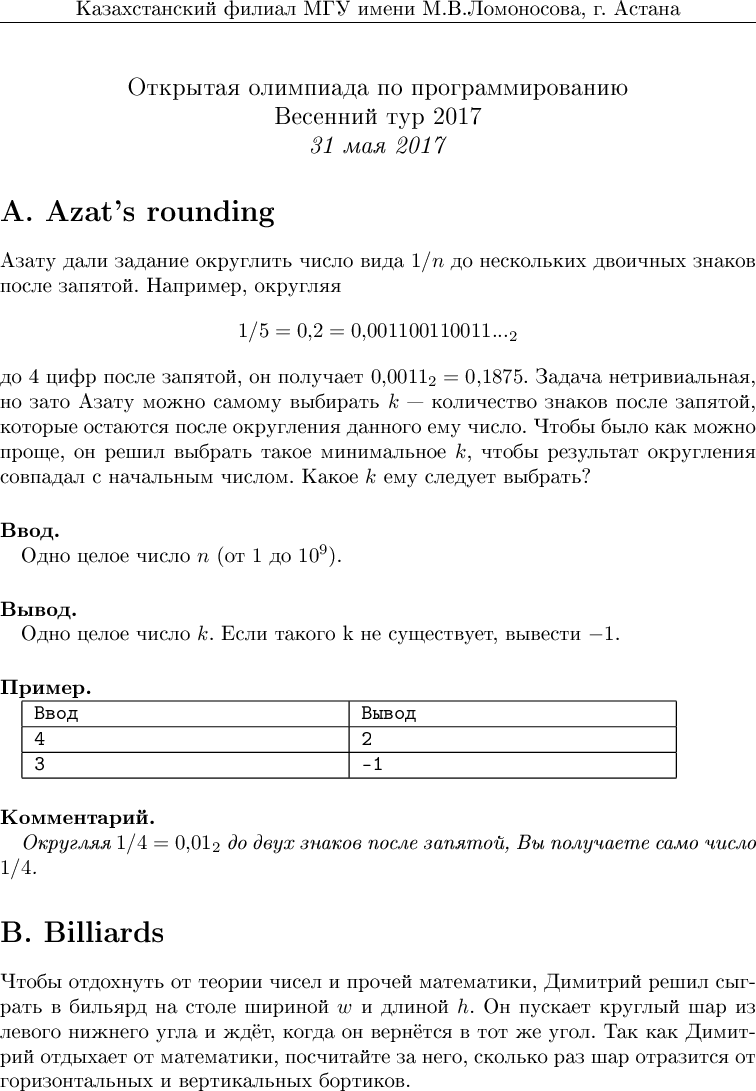 Казахстанский филиал МГУ имени М.В.Ломоносова, г. Астана
Открытая олимпиада по программированию
Весенний тур 2017
31 мая 2017
A. Azat's rounding
Азату дали задание округлить число вида 1/n до нескольких двоичных знаков
после запятой. Например, округляя
1/5 = 0,2 = 0,001100110011...₂
до 4 цифр после запятой, он получает 0,0011₂ = 0,1875. Задача нетривиальная,
но зато Азату можно самому выбирать k — количество знаков после запятой,
которые остаются после округления данного ему число. Чтобы было как можно
проще, он решил выбрать такое минимальное k, чтобы результат округления
совпадал с начальным числом. Какое k ему следует выбрать?
Ввод.
Одно целое число n (от 1 до 10⁹).
Вывод.
Одно целое число k. Если такого k не существует, вывести −1.
Пример.
Ввод Вывод
4 2
3 -1
Комментарий.
Округляя 1/4 = 0,01₂ до двух знаков после запятой, Вы получаете само число
1/4.
B. Billiards
Чтобы отдохнуть от теории чисел и прочей математики, Димитрий решил сыг-
рать в бильярд на столе шириной w и длиной h. Он пускает круглый шар из
левого нижнего угла и ждёт, когда он вернётся в тот же угол. Так как Димит-
рий отдыхает от математики, посчитайте за него, сколько раз шар отразится от
горизонтальных и вертикальных бортиков.